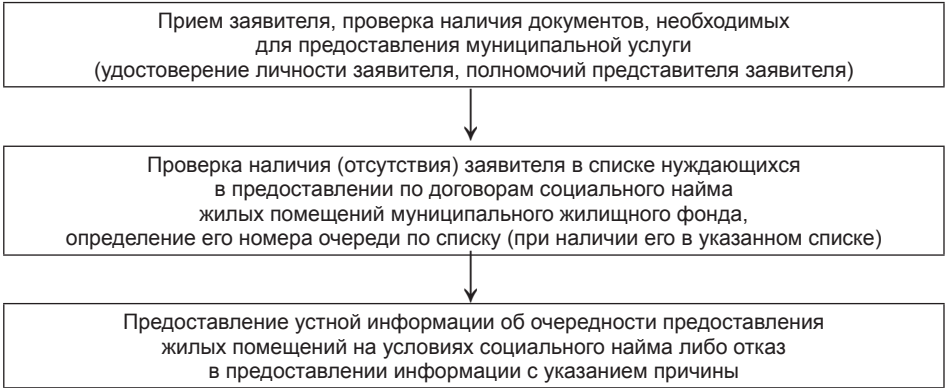 Прием заявителя, проверка наличия документов, необходимых
для предоставления муниципальной услуги
(удостоверение личности заявителя, полномочий представителя заявителя)
Проверка наличия (отсутствия) заявителя в списке нуждающихся
в предоставлении по договорам социального найма
жилых помещений муниципального жилищного фонда,
определение его номера очереди по списку (при наличии его в указанном списке)
Предоставление устной информации об очередности предоставления
жилых помещений на условиях социального найма либо отказ
в предоставлении информации с указанием причины